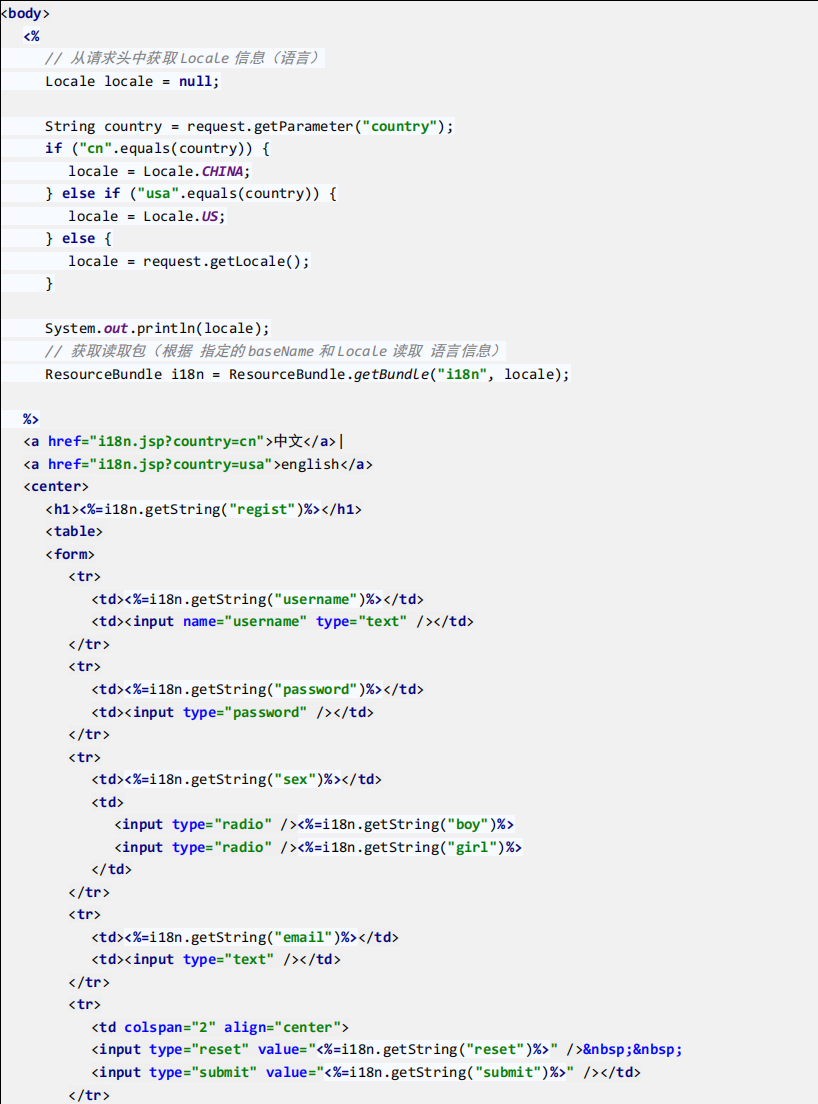 <body>
<%
// 从请求头中获取 Locale 信息（语言）
Locale locale = null;
String country = request.getParameter("country");
if ("cn".equals(country)) {
locale = Locale.CHINA;
} else if ("usa".equals(country)) {
locale = Locale.US;
} else {
locale = request.getLocale();
}
System.out.println(locale);
// 获取读取包（根据 指定的 baseName 和 Locale 读取 语言信息）
ResourceBundle i18n = ResourceBundle.getBundle("i18n", locale);
%>
<a href="i18n.jsp?country=cn">中文</a>|
<a href="i18n.jsp?country=usa">english</a>
<center>
<h1><%=i18n.getString("regist")%></h1>
<table>
<form>
<tr>
<td><%=i18n.getString("username")%></td>
<td><input name="username" type="text" /></td>
</tr>
<tr>
<td><%=i18n.getString("password")%></td>
<td><input type="password" /></td>
</tr>
<tr>
<td><%=i18n.getString("sex")%></td>
<td>
<input type="radio" /><%=i18n.getString("boy")%>
<input type="radio" /><%=i18n.getString("girl")%>
</td>
</tr>
<tr>
<td><%=i18n.getString("email")%></td>
<td><input type="text" /></td>
</tr>
<tr>
<td colspan="2" align="center">
<input type="reset" value="<%=i18n.getString("reset")%>" />&nbsp;&nbsp;
<input type="submit" value="<%=i18n.getString("submit")%>" /></td>
</tr>